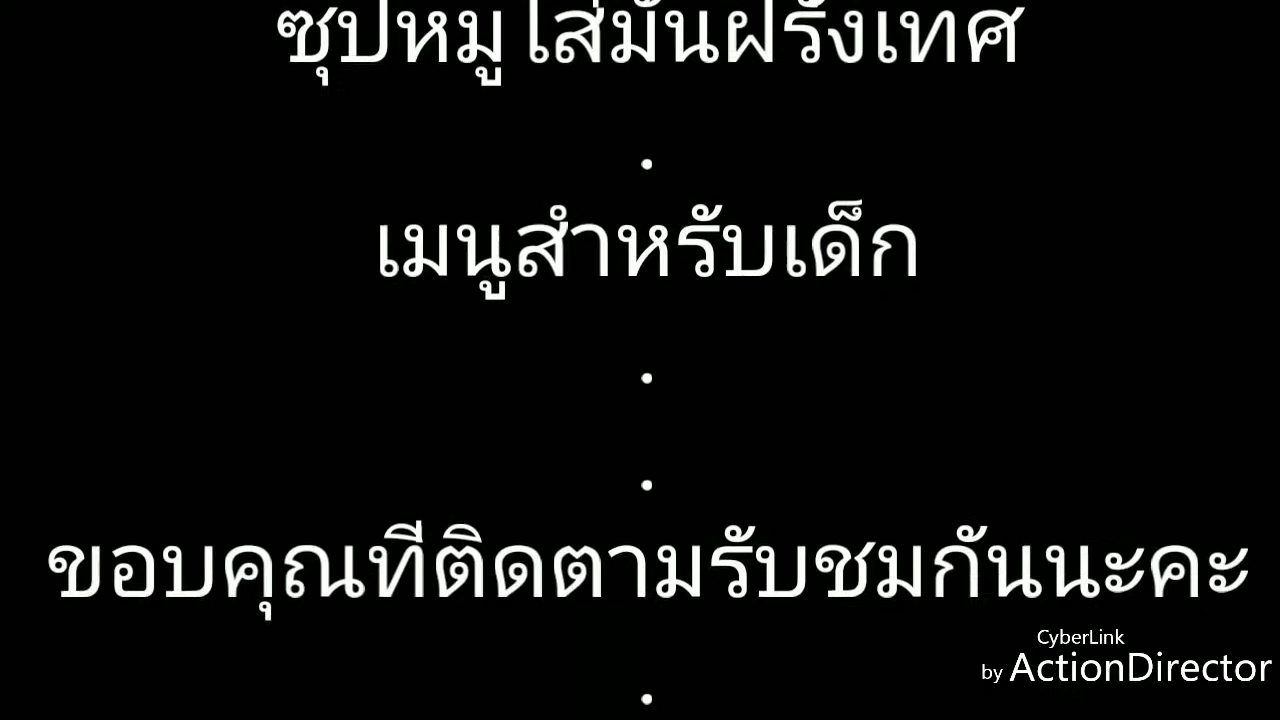 ซุปหมูใส่มันฝรั่งเทศ
.
เมนูสำหรับเด็ก
.
.
ขอบคุณที่ติดตามรับชมกันนะคะ
CyberLink
by ActionDirector
.